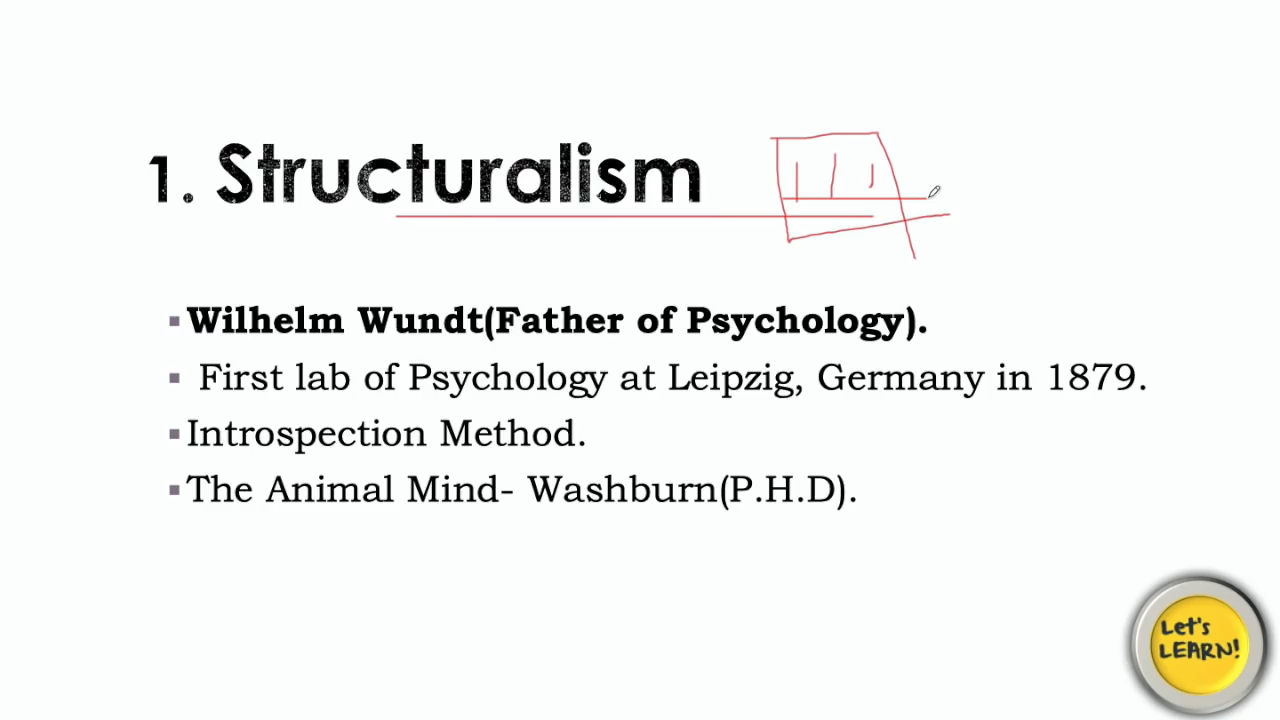 1. Structuralism
▪Wilhelm Wundt(Father of Psychology).
▪ First lab of Psychology at Leipzig, Germany in 1879.
▪Introspection Method.
▪The Animal Mind- Washburn(P.H.D).
Let's
LEARN!